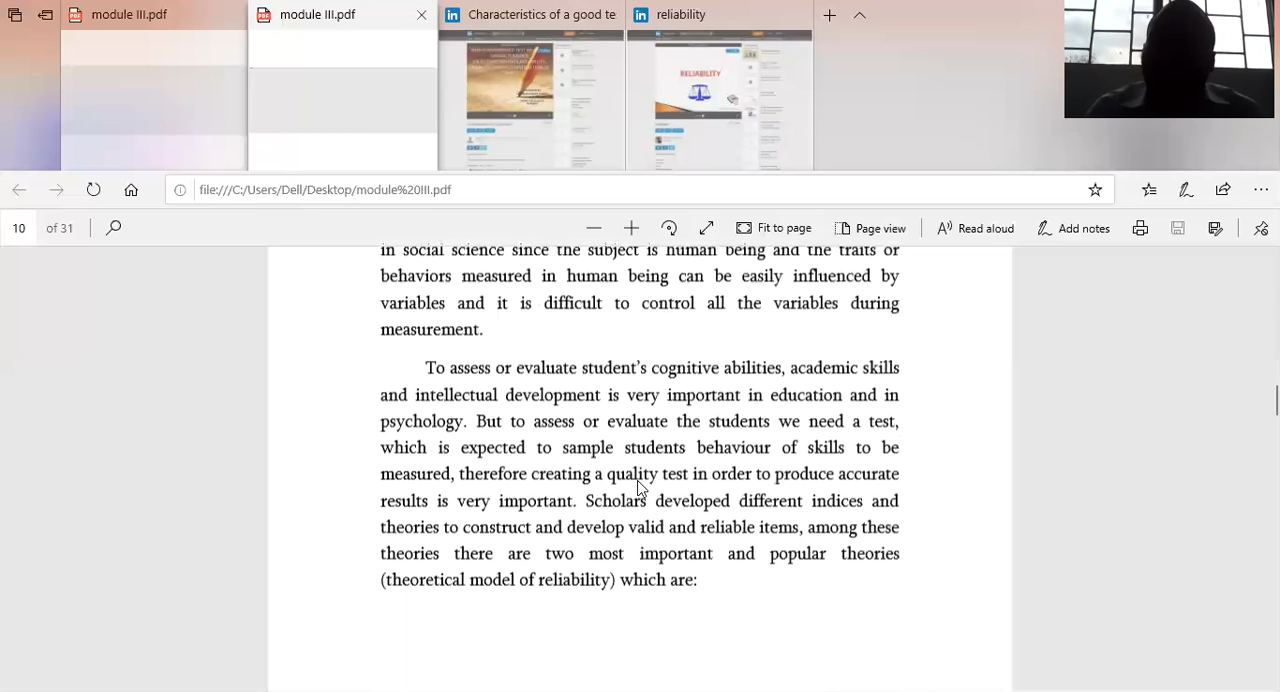 module III.pdf
module III.pdf
Characteristics of a good te
reliability
RELIABILITY
file:///C:/Users/Dell/Desktop/module%20III.pdf
10 of 31
Fit to page
Page view
Read aloud
Add notes
in social science since the subject is human being and the traits or
behaviors measured in human being can be easily influenced by
variables and it is difficult to control all the variables during
measurement.
To assess or evaluate student's cognitive abilities, academic skills
and intellectual development is very important in education and in
psychology. But to assess or evaluate the students we need a test,
which is expected to sample students behaviour of skills to be
measured, therefore creating a quality test in order to produce accurate
results is very important. Scholars developed different indices and
theories to construct and develop valid and reliable items, among these
theories there are two most important and popular theories
(theoretical model of reliability) which are: